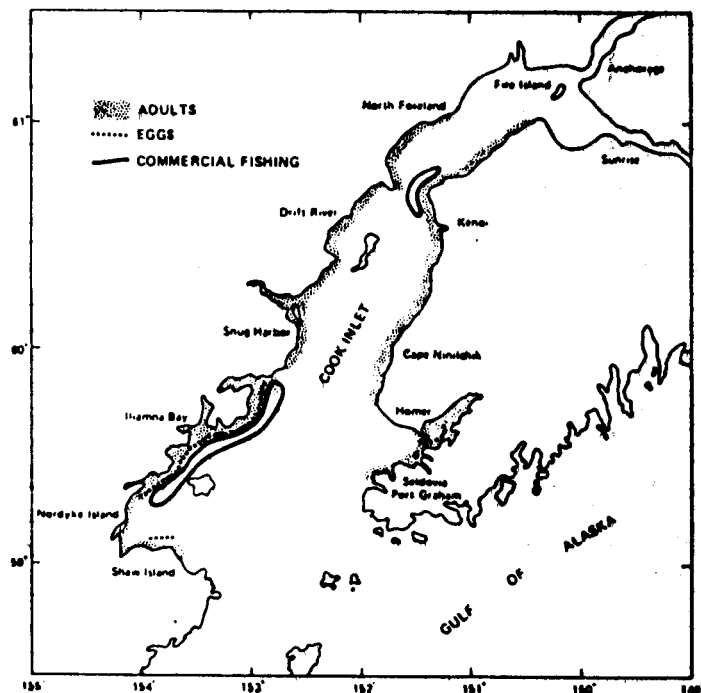 ADULTS
EGGS
COMMERCIAL FISHING
Anchorage
Fire Island
North Foreland
61°
Sunrise
Drift River
Kenai
COOK INLET
Snug Harbor
60°
Cape Ninilchik
Homer
Iliamna Bay
Seldovia
Port Graham
Nordyke Island
59°
Shaw Island
GULF OF ALASKA
155°
154°
153°
152°
151°
150°